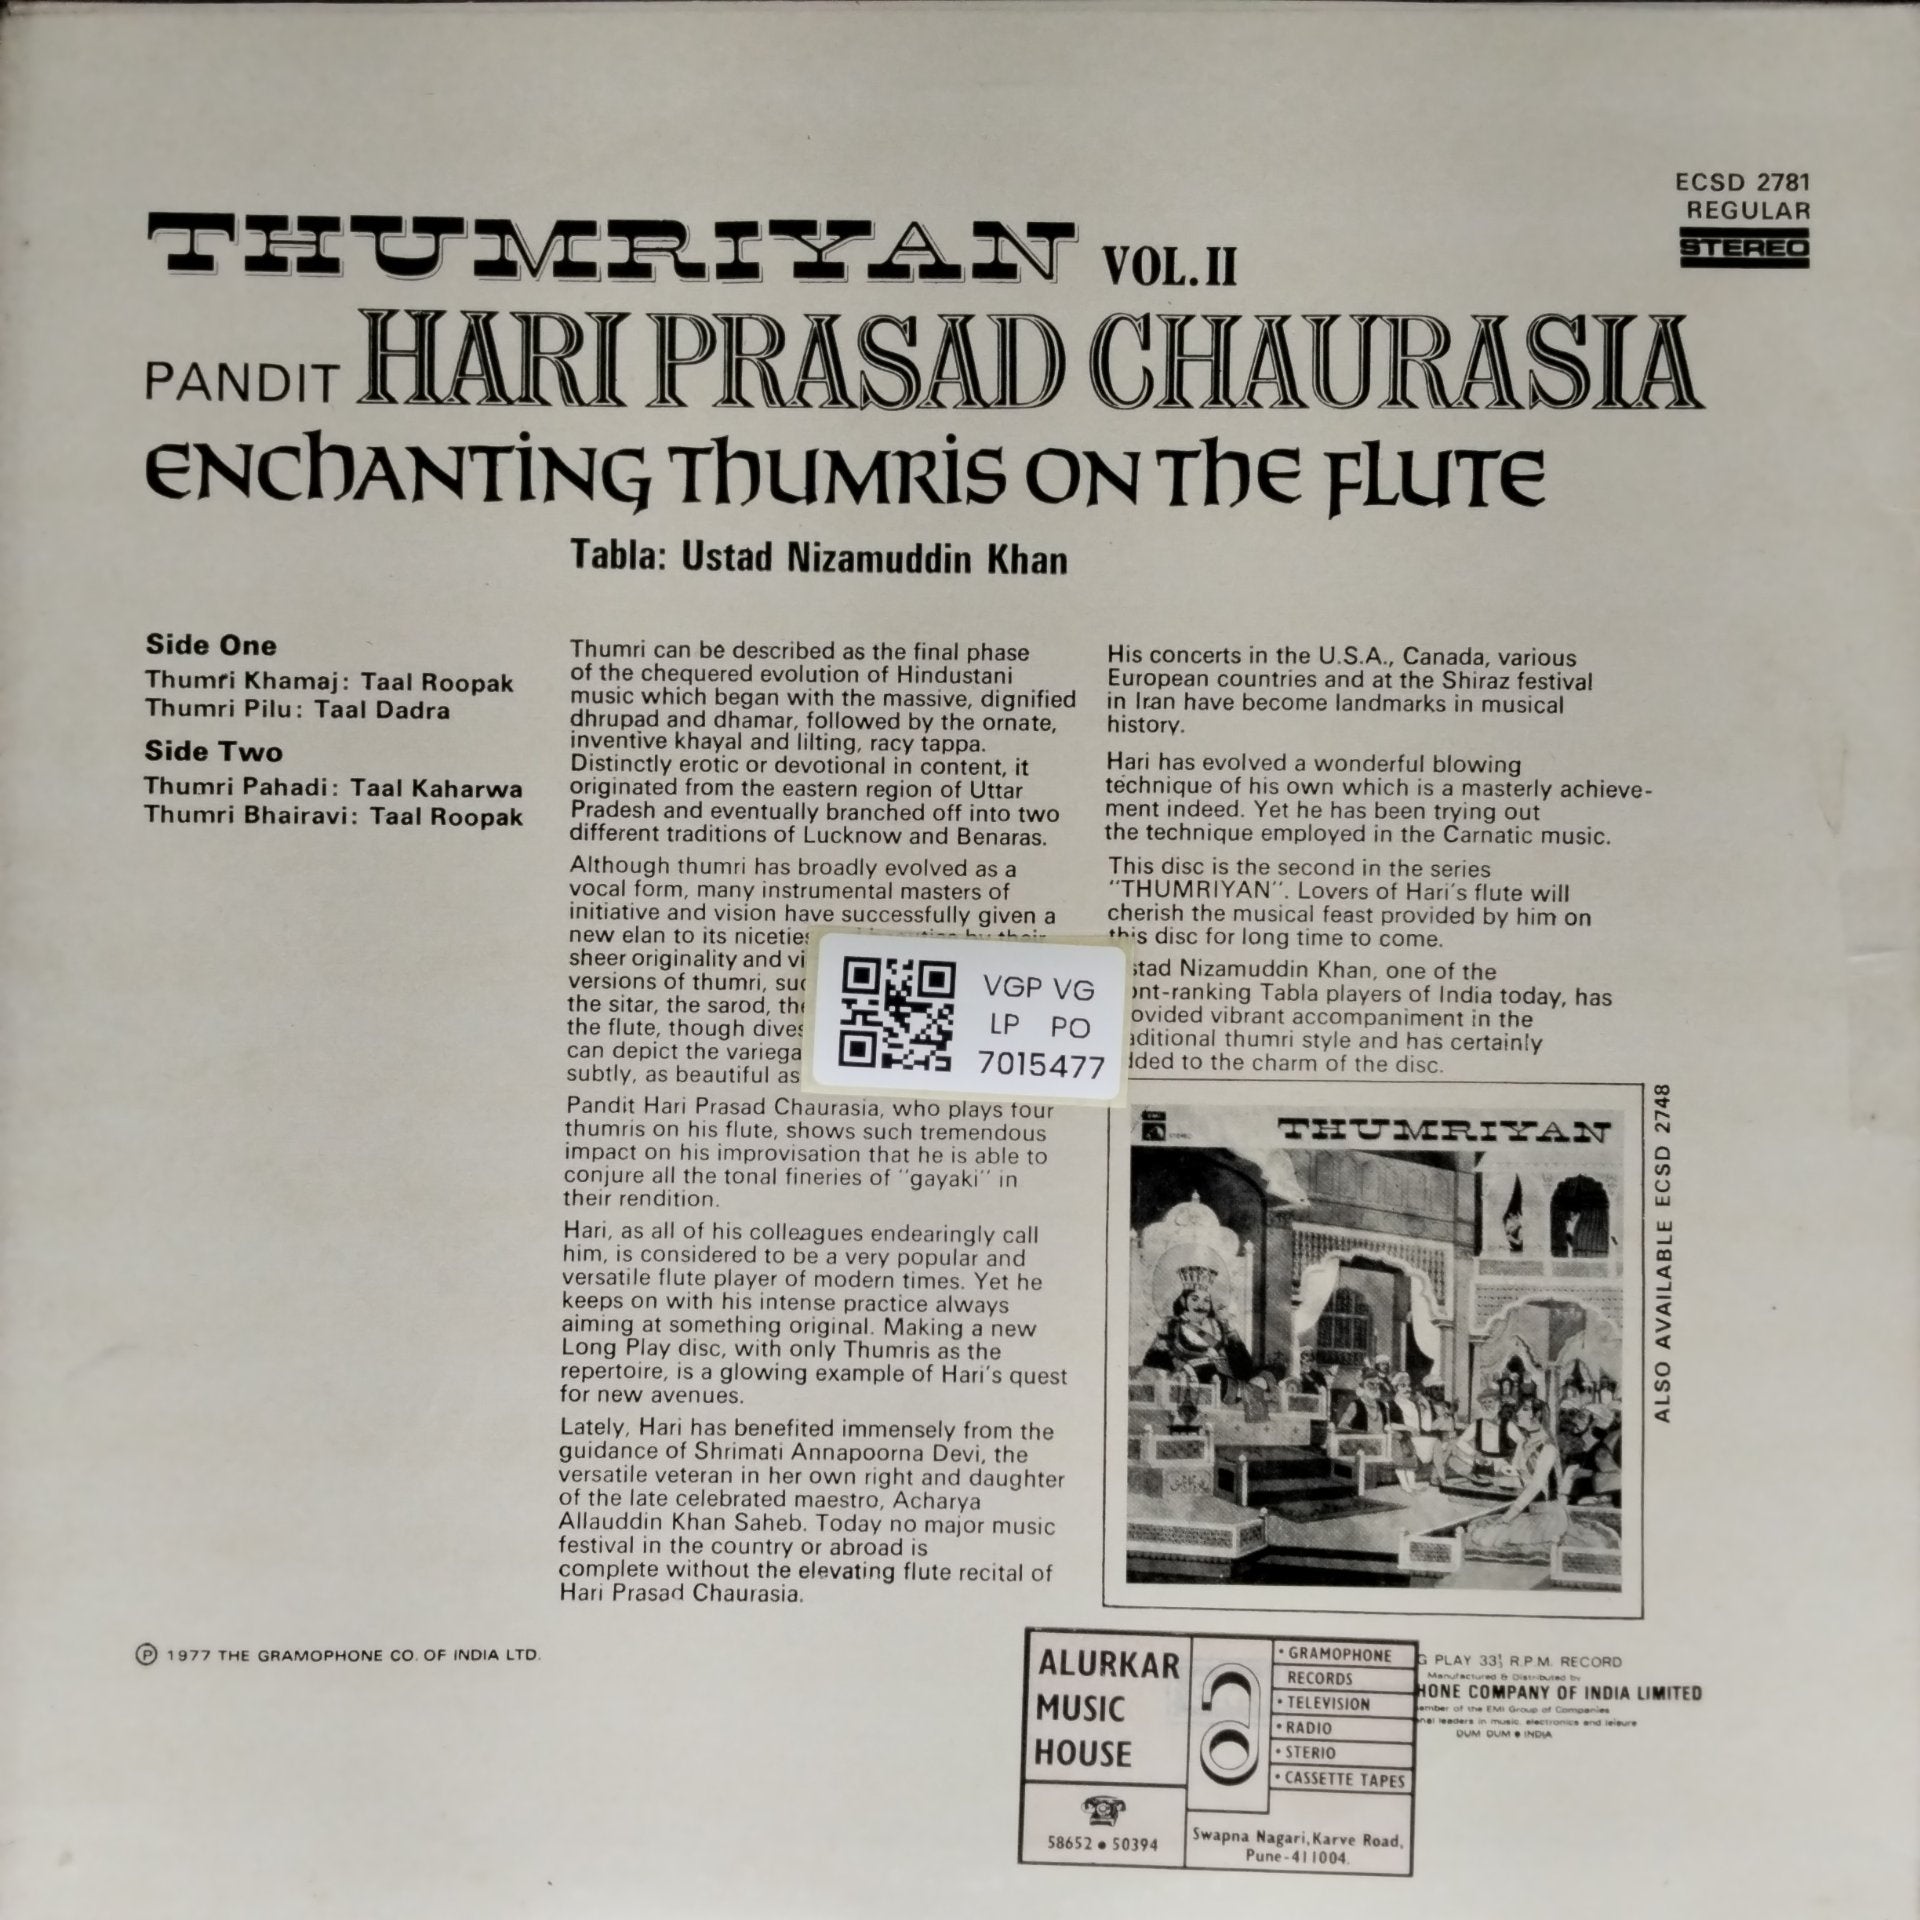 ECSD 2781
REGULAR
STEREO
THUMRIYAN VOL. II
PANDIT HARI PRASAD CHAURASIA
ENCHANTING THUMRIS ON THE FLUTE
Tabla: Ustad Nizamuddin Khan
Side One
Thumri Khamaj: Taal Roopak
Thumri Pilu: Taal Dadra
Side Two
Thumri Pahadi: Taal Kaharwa
Thumri Bhairavi: Taal Roopak
Thumri can be described as the final phase
of the chequered evolution of Hindustani
music which began with the massive, dignified
dhrupad and dhamar, followed by the ornate,
inventive khayal and lilting, racy tappa.
Distinctly erotic or devotional in content, it
originated from the eastern region of Uttar
Pradesh and eventually branched off into two
different traditions of Lucknow and Benaras.
Although thumri has broadly evolved as a
vocal form, many instrumental masters of
initiative and vision have successfully given a
new elan to its
sheer originality and
versions of thumri,
the sitar, the sarod,
the flute, though
can depict the
subtly, as beautiful as
Pandit Hari Prasad Chaurasia, who plays four
thumris on his flute, shows such tremendous
impact on his improvisation that he is able to
conjure all the tonal fineries of "gayaki" in
their rendition.
Hari, as all of his colleagues endearingly call
him, is considered to be a very popular and
versatile flute player of modern times. Yet he
keeps on with his intense practice always
aiming at something original. Making a new
Long Play disc, with only Thumris as the
repertoire, is a glowing example of Hari's quest
for new avenues.
Lately, Hari has benefited immensely from the
guidance of Shrimati Annapoorna Devi, the
versatile veteran in her own right and daughter
of the late celebrated maestro, Acharya
Allauddin Khan Saheb. Today no major music
festival in the country or abroad is
complete without the elevating flute recital of
Hari Prasad Chaurasia.
His concerts in the U.S.A., Canada, various
European countries and at the Shiraz festival
in Iran have become landmarks in musical
history.
Hari has evolved a wonderful blowing
technique of his own which is a masterly achieve-
ment indeed. Yet he has been trying out
the technique employed in the Carnatic music.
This disc is the second in the series
"THUMRIYAN". Lovers of Hari's flute will
cherish the musical feast provided by him on
this disc for long time to come.
Nizamuddin Khan, one of the
ranking Tabla players of India today, has
vibrant accompaniment in the
thumri style and has certainly
to the charm of the disc.
VGP VG
LP PO
7015477
THUMRIYAN
ALSO AVAILABLE ECSD 2748
Ⓟ 1977 THE GRAMOPHONE CO. OF INDIA LTD.
PLAY 33⅓ R.P.M. RECORD
Manufactured & Distributed by
COMPANY OF INDIA LIMITED
of the EMI Group of Companies
leaders in music, electronics and leisure
DUM DUM ● INDIA
ALURKAR
MUSIC
HOUSE
58652 ● 50394
• GRAMOPHONE
RECORDS
• TELEVISION
• RADIO
• STERIO
• CASSETTE TAPES
Swapna Nagari, Karve Road,
Pune-411004.